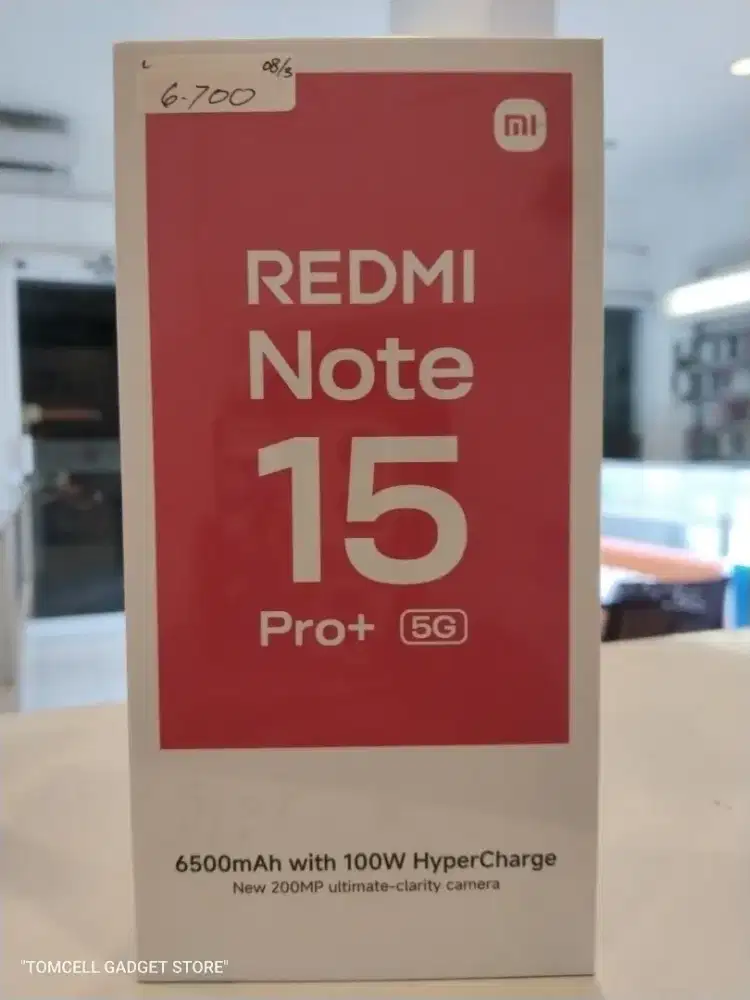 08/3
6.700
mi
REDMI
Note
15
Pro+ 5G
6500mAh with 100W HyperCharge
New 200MP ultimate-clarity camera
"TOMCELL GADGET STORE"